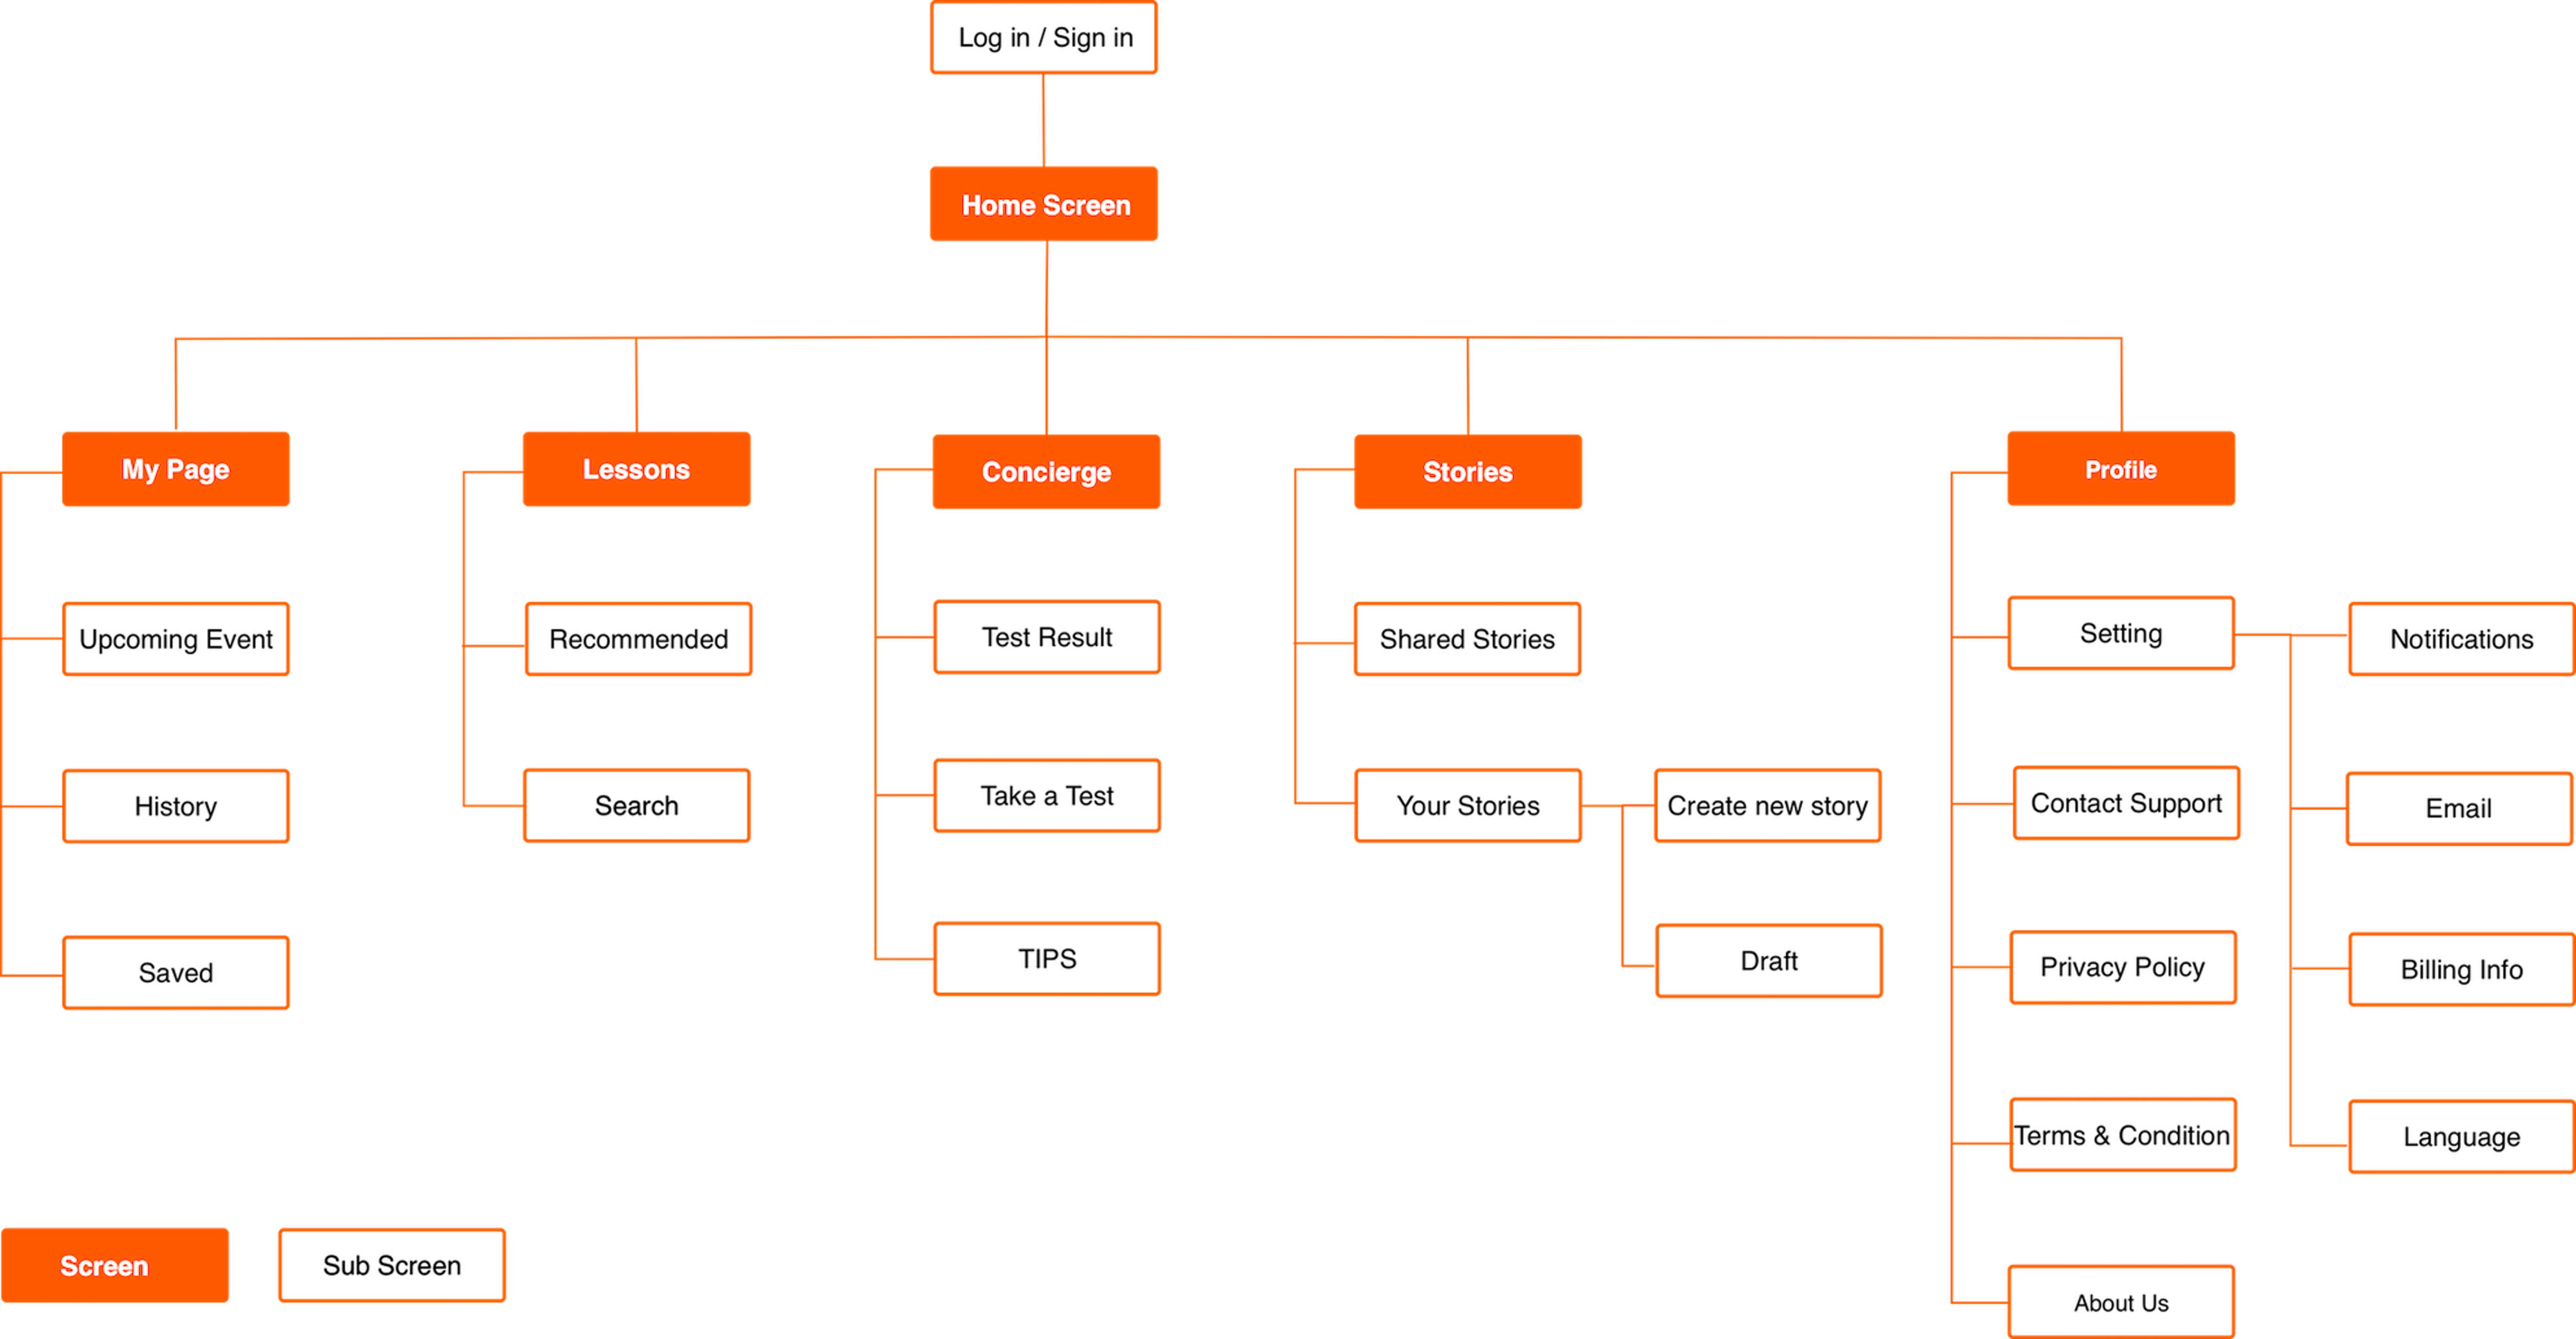 Log in / Sign in
Home Screen
My Page
Lessons
Concierge
Stories
Profile
Upcoming Event
Recommended
Test Result
Shared Stories
Setting
Notifications
History
Search
Take a Test
Your Stories
Create new story
Contact Support
Email
Saved
TIPS
Draft
Privacy Policy
Billing Info
Terms & Condition
Language
Screen
Sub Screen
About Us